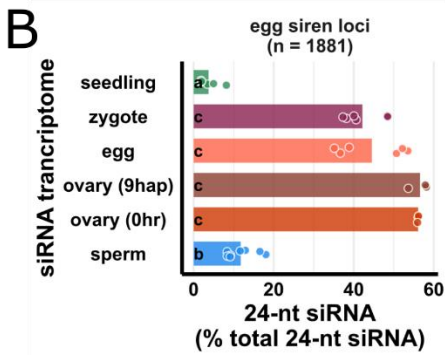 B
egg siren loci
(n = 1881)
siRNA trancriptome
seedling
a
zygote
c
egg
c
ovary (9hap)
c
ovary (0hr)
c
sperm
b
0 20 40 60
24-nt siRNA
(% total 24-nt siRNA)